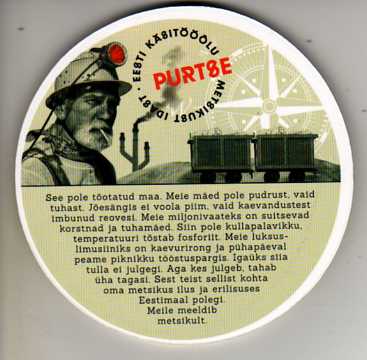 EESTI KÄSITÖÖÕLU METSIKUST IDAST
PURTSE
See pole tõotatud maa. Meie mäed pole pudrust, vaid
tuhast. Jõesängis ei voola piim, vaid kaevandustest
imbunud reovesi. Meie miljonivaateks on suitsevad
korstnad ja tuhamäed. Siin pole kullapalavikku,
temperatuuri tõstab fosforiit. Meie luksus-
limusiiniks on kaevurirong ja pühapäeval
peame piknikku tööstuspargis. Igaüks siia
tulla ei julgegi. Aga kes julgeb, tahab
üha tagasi. Sest teist sellist kohta
oma metsikus ilus ja erilisuses
Eestimaal polegi.
Meile meeldib
metsikult.